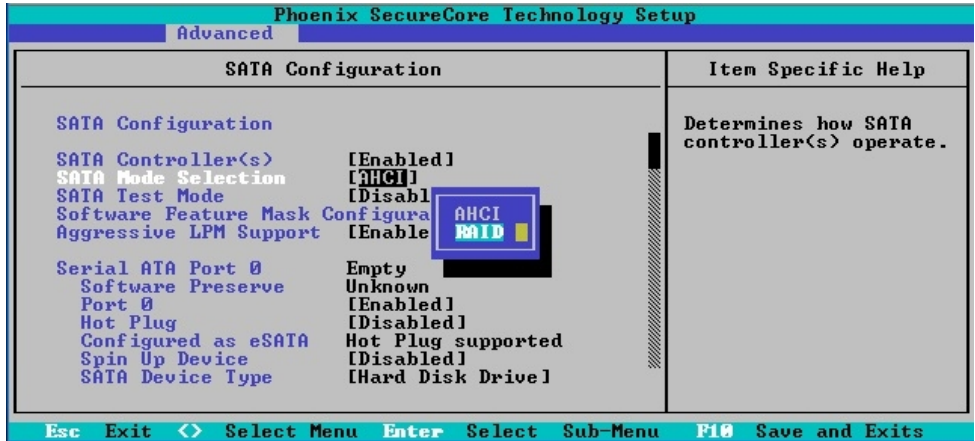 Phoenix SecureCore Technology Setup
Advanced
SATA Configuration
Item Specific Help
SATA Configuration
Determines how SATA
controller(s) operate.
SATA Controller(s) [Enabled]
SATA Mode Selection [AHCI]
SATA Test Mode [Disabl
Software Feature Mask Configura
AHCI
Aggressive LPM Support [Enable
RAID
Serial ATA Port 0 Empty
Software Preserve Unknown
Port 0 [Enabled]
Hot Plug [Disabled]
Configured as eSATA Hot Plug supported
Spin Up Device [Disabled]
SATA Device Type [Hard Disk Drive]
Esc Exit <> Select Menu Enter Select Sub-Menu F10 Save and Exits